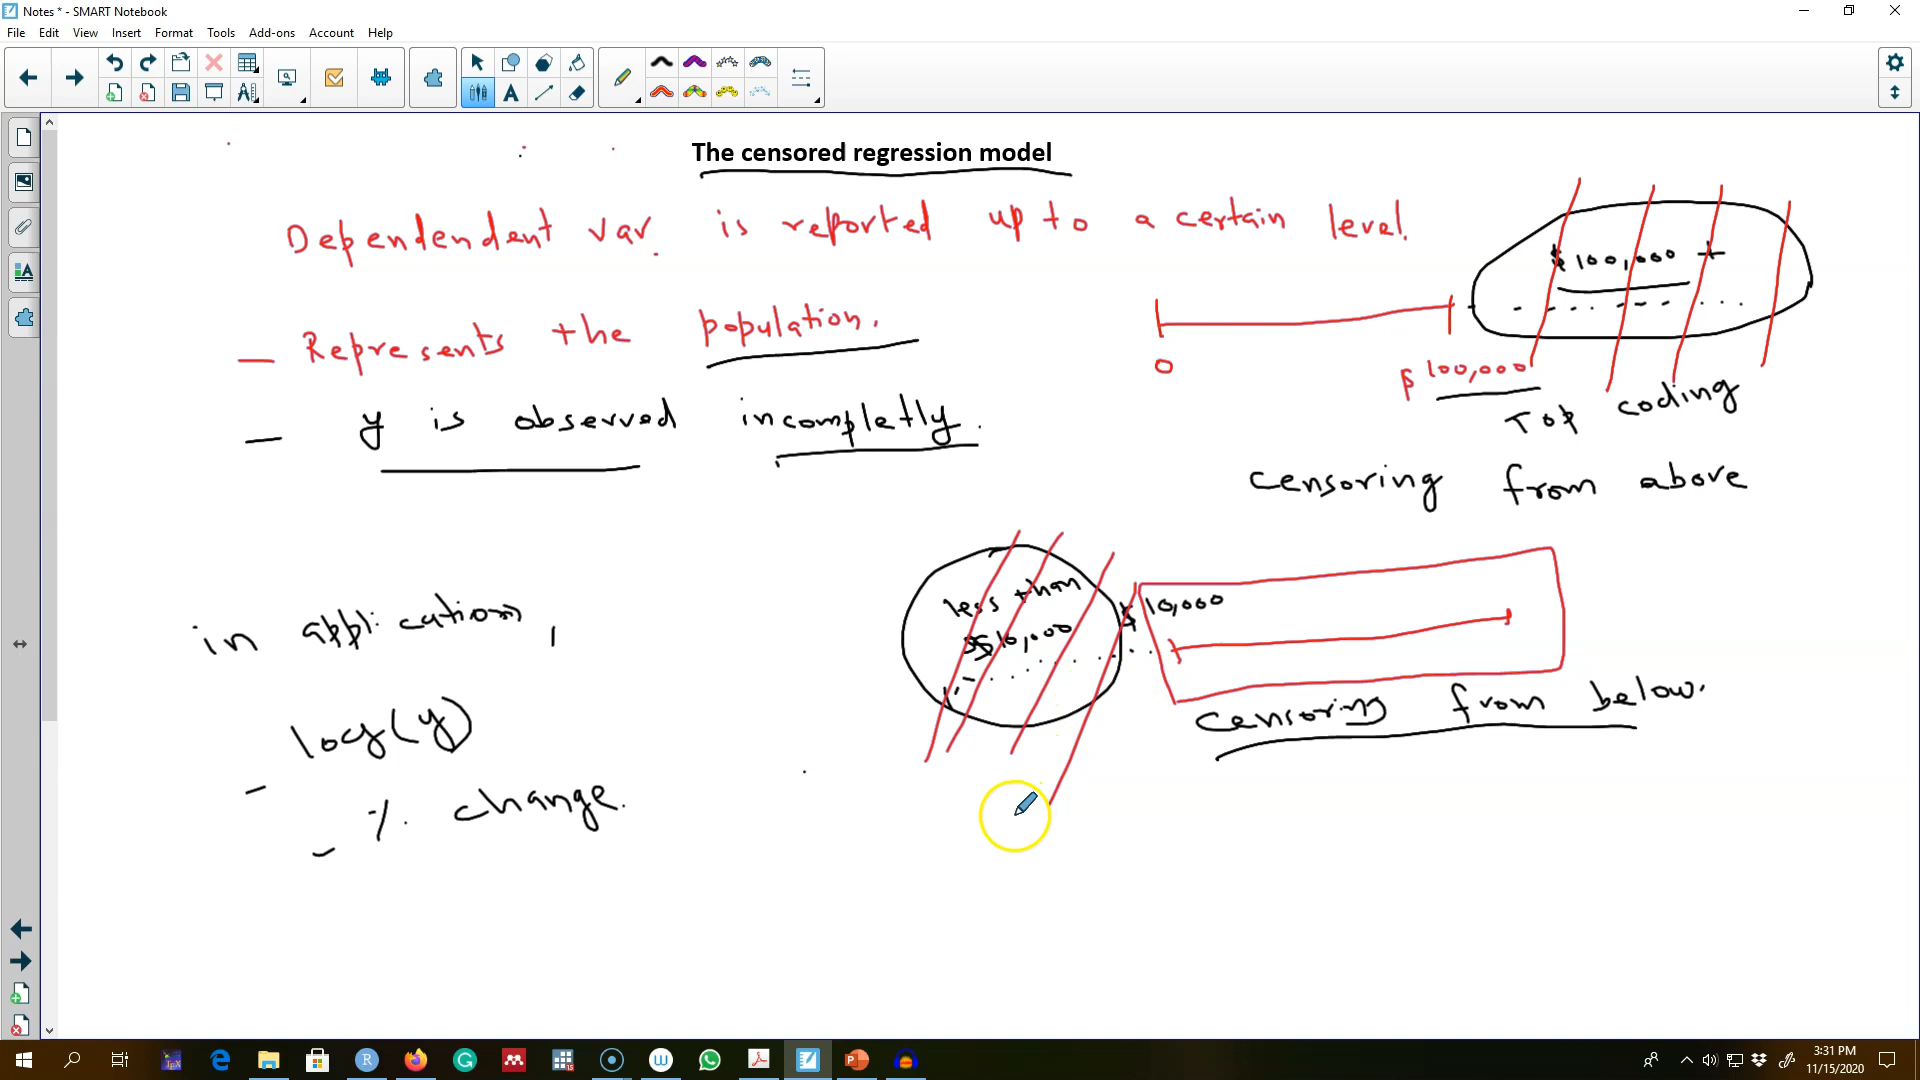 Notes * - SMART Notebook
File Edit View Insert Format Tools Add-ons Account Help
The censored regression model
Dependendent var. is reported up to a certain level.
$100,000 +
0
$100,000
Top coding
- Represents the population.
- y is observed incompletly.
censoring from above
less than
$$10,000
$10,000
censoring from below.
in applications,
log(y)
- % change.
-
3:31 PM
11/15/2020